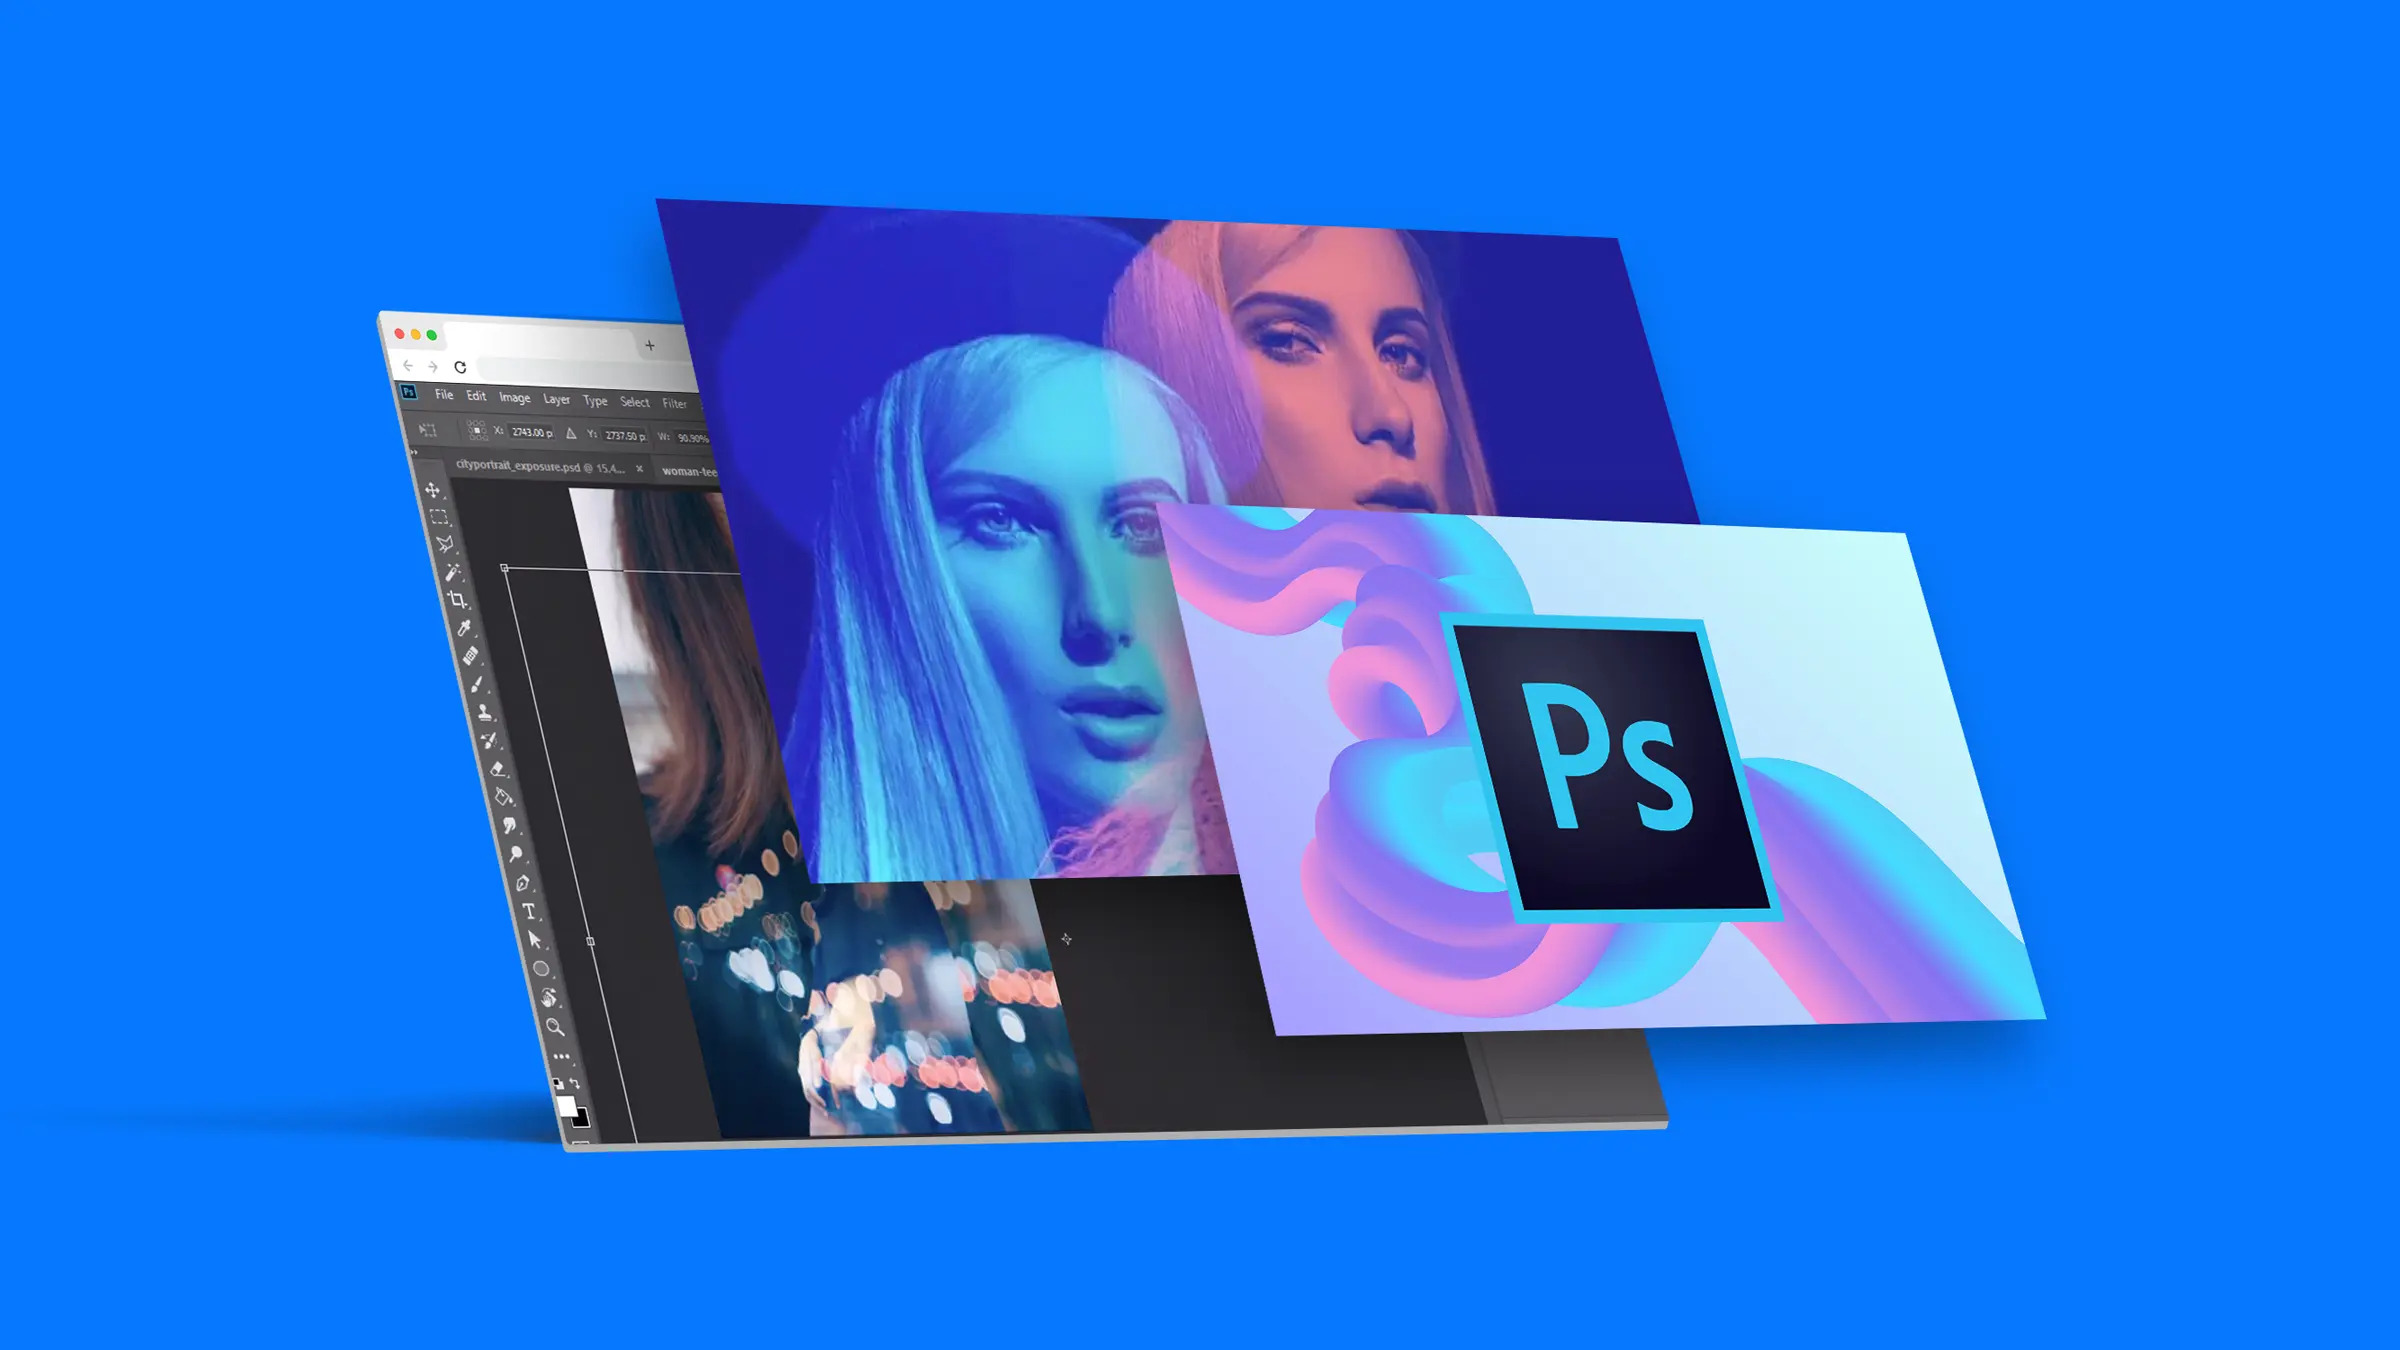 Ps File Edit Image Layer Type Select Filter
X: 2743.00 p Y: 2737.50 p W: 90.90%
cityportrait_exposure.psd @ 15.4... × woman-tee
T
Ps